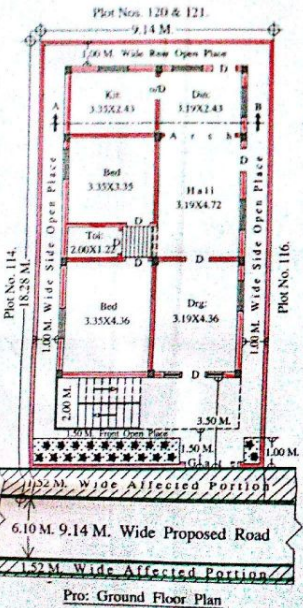 Plot Nos. 120 & 121.
9.14 M.
1.00 M. Wide Rear Open Place
D
Kit:
3.35X2.43
o/D
Din:
3.19X2.43
A
B
Arch
D
Bed
3.35X3.35
Hall
3.19X4.72
D
Toi:
2.00X1.22
D
D
D
Bed
3.35X4.36
Drg:
3.19X4.36
D
Plot No. 114.
18.28 M.
1.00 M. Wide Side Open Place
1.00 M. Wide Side Open Place
Plot No. 116.
2.00 M.
3.50 M.
1.50 M. Front Open Place
1.50 M.
1.00 M.
Gate
1.52 M. Wide Affected Portion
6.10 M. 9.14 M. Wide Proposed Road
1.52 M. Wide Affected Portion
Pro: Ground Floor Plan